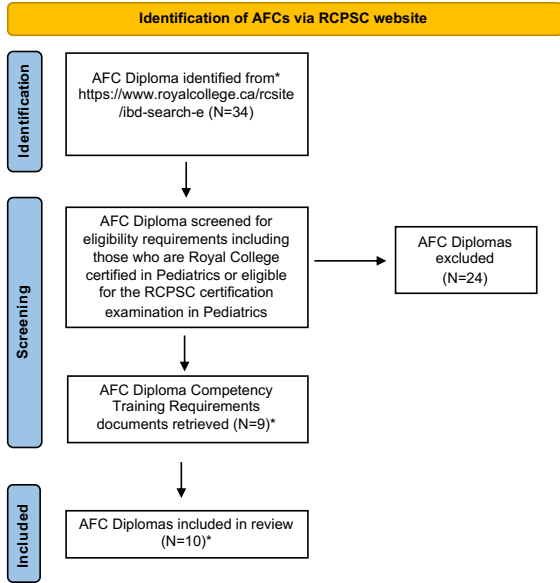 Identification of AFCs via RCPSC website
Identification
AFC Diploma identified from*
https://www.royalcollege.ca/rcsite
/ibd-search-e (N=34)
Screening
AFC Diploma screened for
eligibility requirements including
those who are Royal College
certified in Pediatrics or eligible
for the RCPSC certification
examination in Pediatrics
AFC Diplomas
excluded
(N=24)
AFC Diploma Competency
Training Requirements
documents retrieved (N=9)*
Included
AFC Diplomas included in review
(N=10)*